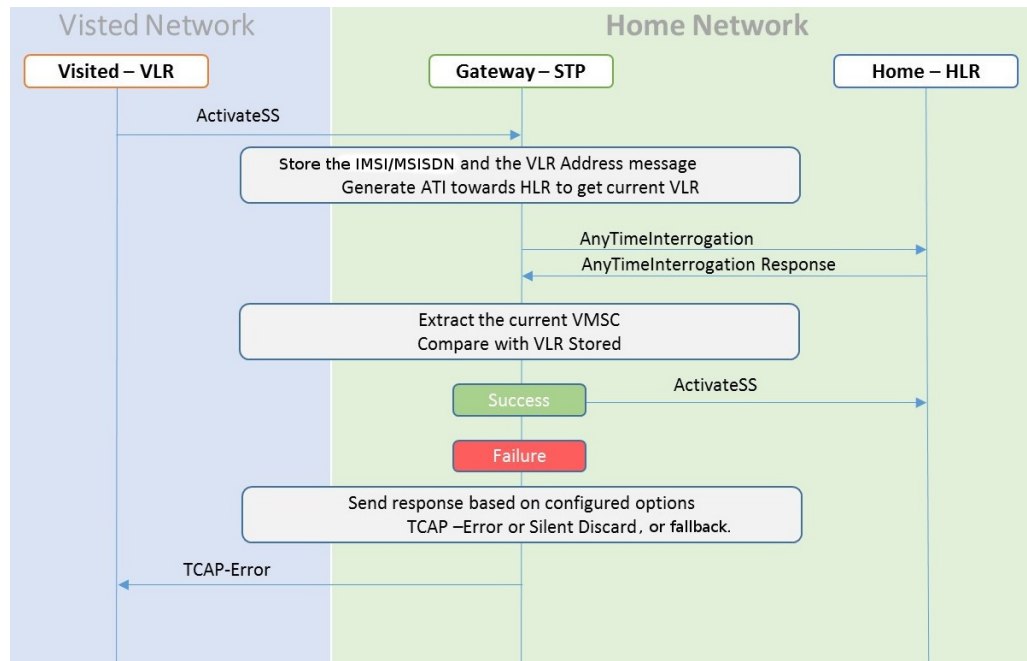 Visted Network
Home Network
Visited – VLR
Gateway – STP
Home – HLR
ActivateSS
Store the IMSI/MSISDN and the VLR Address message
Generate ATI towards HLR to get current VLR
AnyTimeInterrogation
AnyTimeInterrogation Response
Extract the current VMSC
Compare with VLR Stored
Success
ActivateSS
Failure
Send response based on configured options
TCAP –Error or Silent Discard, or fallback.
TCAP-Error